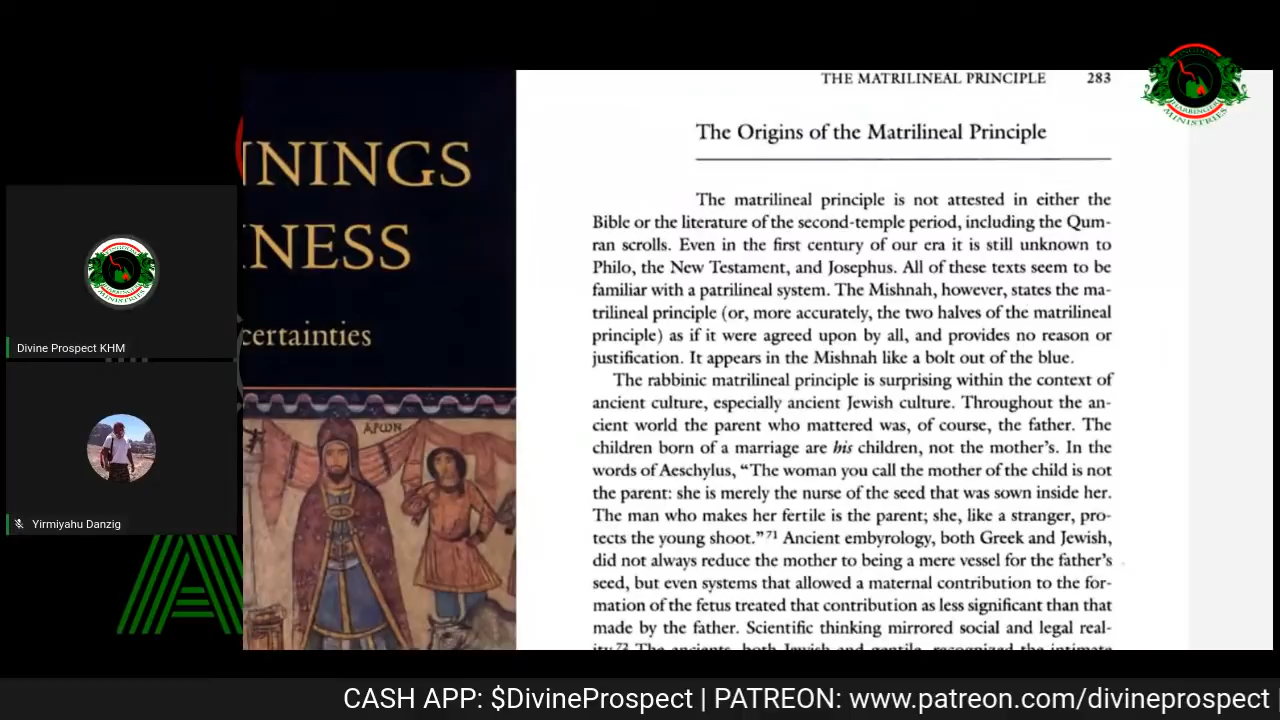 THE MATRILINEAL PRINCIPLE 283
The Origins of the Matrilineal Principle
The matrilineal principle is not attested in either the
Bible or the literature of the second-temple period, including the Qum-
ran scrolls. Even in the first century of our era it is still unknown to
Philo, the New Testament, and Josephus. All of these texts seem to be
familiar with a patrilineal system. The Mishnah, however, states the ma-
trilineal principle (or, more accurately, the two halves of the matrilineal
principle) as if it were agreed upon by all, and provides no reason or
justification. It appears in the Mishnah like a bolt out of the blue.
The rabbinic matrilineal principle is surprising within the context of
ancient culture, especially ancient Jewish culture. Throughout the an-
cient world the parent who mattered was, of course, the father. The
children born of a marriage are his children, not the mother's. In the
words of Aeschylus, “The woman you call the mother of the child is not
the parent: she is merely the nurse of the seed that was sown inside her.
The man who makes her fertile is the parent; she, like a stranger, pro-
tects the young shoot.”71 Ancient embyrology, both Greek and Jewish,
did not always reduce the mother to being a mere vessel for the father's
seed, but even systems that allowed a maternal contribution to the for-
mation of the fetus treated that contribution as less significant than that
made by the father. Scientific thinking mirrored social and legal real-
NNINGS
NESS
certainties
ΑΡΩΝ
Divine Prospect KHM
Yirmiyahu Danzig
MINISTRIES
CASH APP: $DivineProspect | PATREON: www.patreon.com/divineprospect